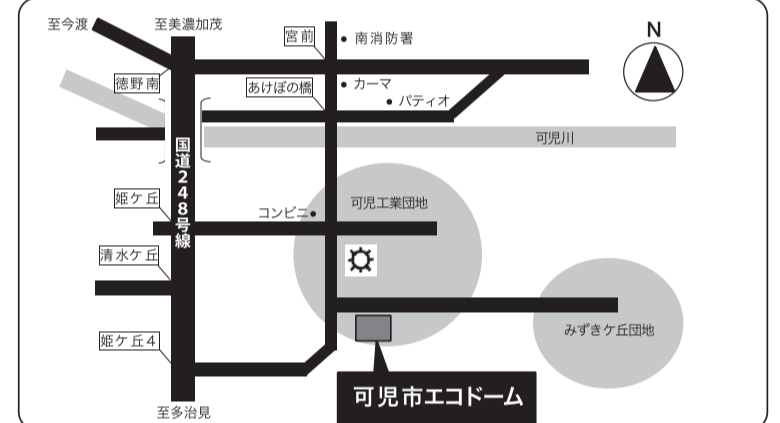 至今渡
至美濃加茂
宮前
南消防署
N
徳野南
あけぼの橋
カーマ
パティオ
可児川
国道248号線
姫ケ丘
コンビニ
可児工業団地
清水ケ丘
みずきケ丘団地
姫ケ丘4
可児市エコドーム
至多治見